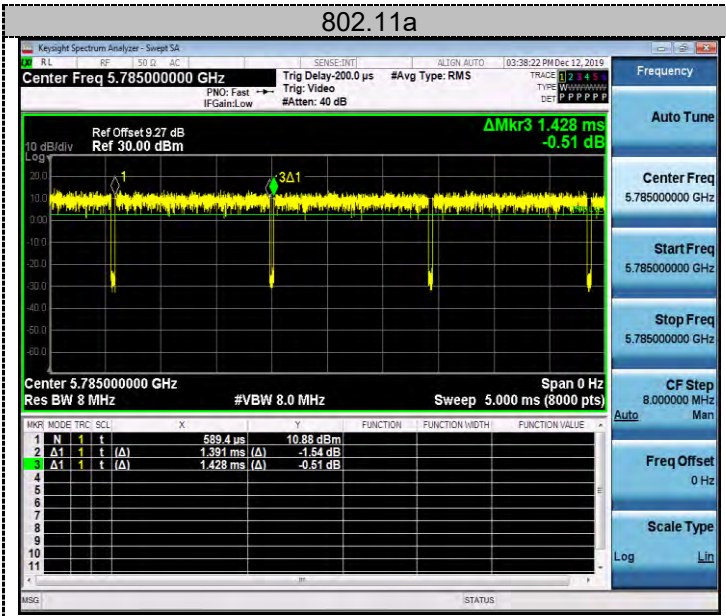 802.11a
Keysight Spectrum Analyzer - Swept SA
RL RF 50 Ω AC SENSE:INT ALIGN AUTO 03:38:22 PM Dec 12, 2019
Center Freq 5.785000000 GHz
PNO: Fast
IFGain:Low
Trig Delay-200.0 µs
Trig: Video
#Atten: 40 dB
#Avg Type: RMS
TRACE 1 2 3 4 5 6
TYPE WWWWWW
DET P P P P P P
Ref Offset 9.27 dB
10 dB/div Ref 30.00 dBm
Log
ΔMkr3 1.428 ms
-0.51 dB
20.0
10.0
0.00
-10.0
-20.0
-30.0
-40.0
-50.0
-60.0
1
3Δ1
Center 5.785000000 GHz Span 0 Hz
Res BW 8 MHz #VBW 8.0 MHz Sweep 5.000 ms (8000 pts)
MKR MODE TRC SCL X Y FUNCTION FUNCTION WIDTH FUNCTION VALUE
1 N 1 t 589.4 µs 10.88 dBm
2 Δ1 1 t (Δ) 1.391 ms (Δ) -1.54 dB
3 Δ1 1 t (Δ) 1.428 ms (Δ) -0.51 dB
4
5
6
7
8
9
10
11
MSG STATUS
Frequency
Auto Tune
Center Freq
5.785000000 GHz
Start Freq
5.785000000 GHz
Stop Freq
5.785000000 GHz
CF Step
8.000000 MHz
Auto Man
Freq Offset
0 Hz
Scale Type
Log Lin